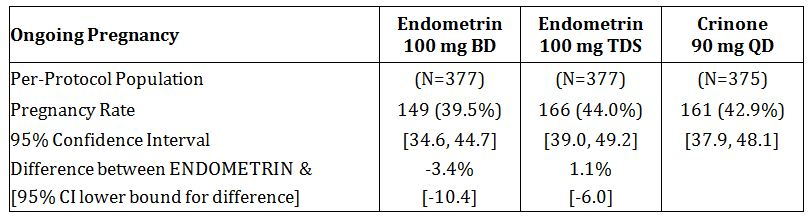 Ongoing Pregnancy Endometrin 100 mg BD Endometrin 100 mg TDS Crinone 90 mg QD
Per-Protocol Population (N=377) (N=377) (N=375)
Pregnancy Rate 149 (39.5%) 166 (44.0%) 161 (42.9%)
95% Confidence Interval [34.6, 44.7] [39.0, 49.2] [37.9, 48.1]
Difference between ENDOMETRIN & -3.4% 1.1%
[95% CI lower bound for difference] [-10.4] [-6.0]